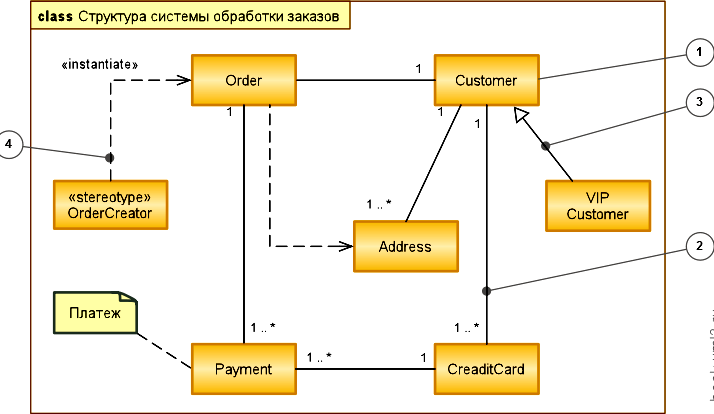 class Структура системы обработки заказов
1
«instantiate»
Order
1
Customer
3
1
1
1
4
«stereotype»
OrderCreator
1 .. *
VIP
Customer
Address
2
Платеж
1 .. *
1 .. *
Payment
1 .. *
1
CreaditCard